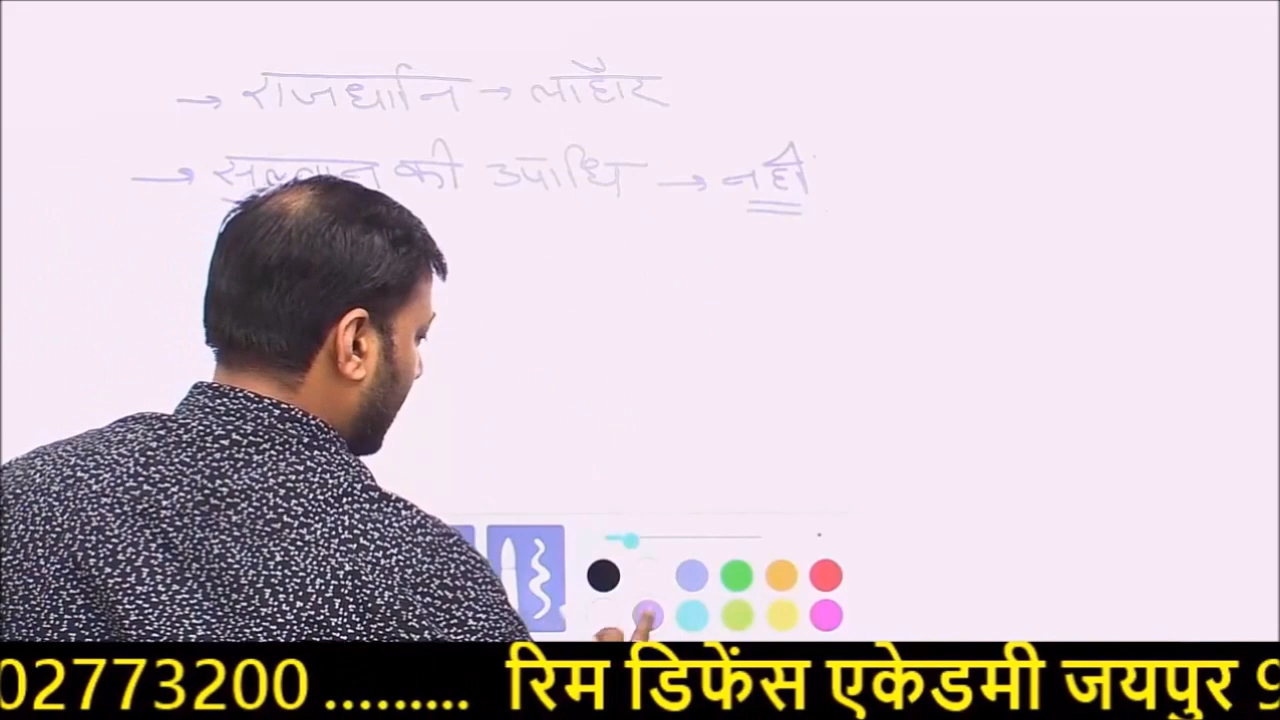 → राजधानि → लाहौर
→ सुल्तान की उपाधि → नहीं
02773200 ......... रिम डिफेंस एकेडमी जयपुर 9